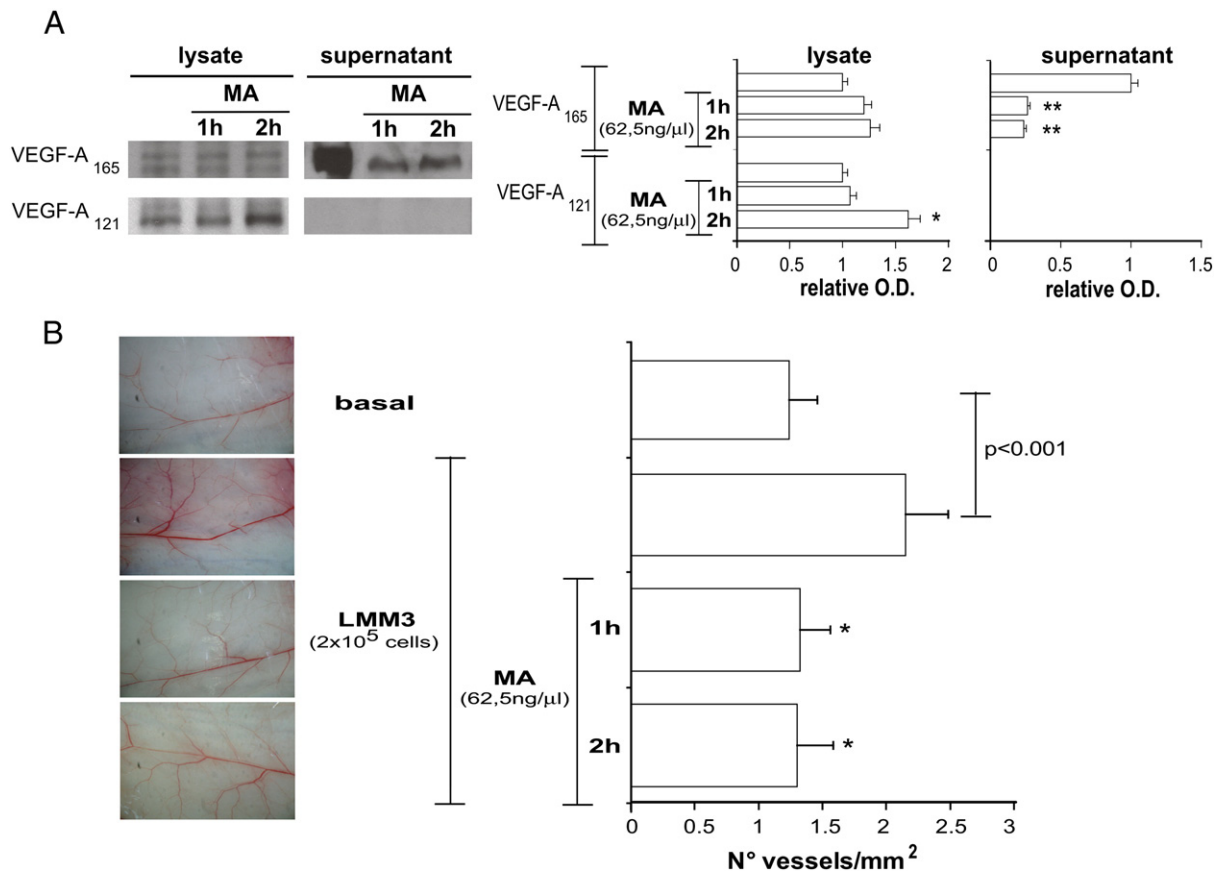 A
lysate supernatant
MA MA
1h 2h 1h 2h
VEGF-A 165
VEGF-A 121
lysate supernatant
VEGF-A 165
MA
(62,5ng/µl)
1h
2h
**
**
VEGF-A 121
MA
(62,5ng/µl)
1h
2h
*
0 0.5 1 1.5 2
relative O.D.
0 0.5 1 1.5
relative O.D.
B
basal
p<0.001
LMM3
(2x10⁵ cells)
MA
(62,5ng/µl)
1h
*
2h
*
0 1 1.5 2 2.5 3
N° vessels/mm²